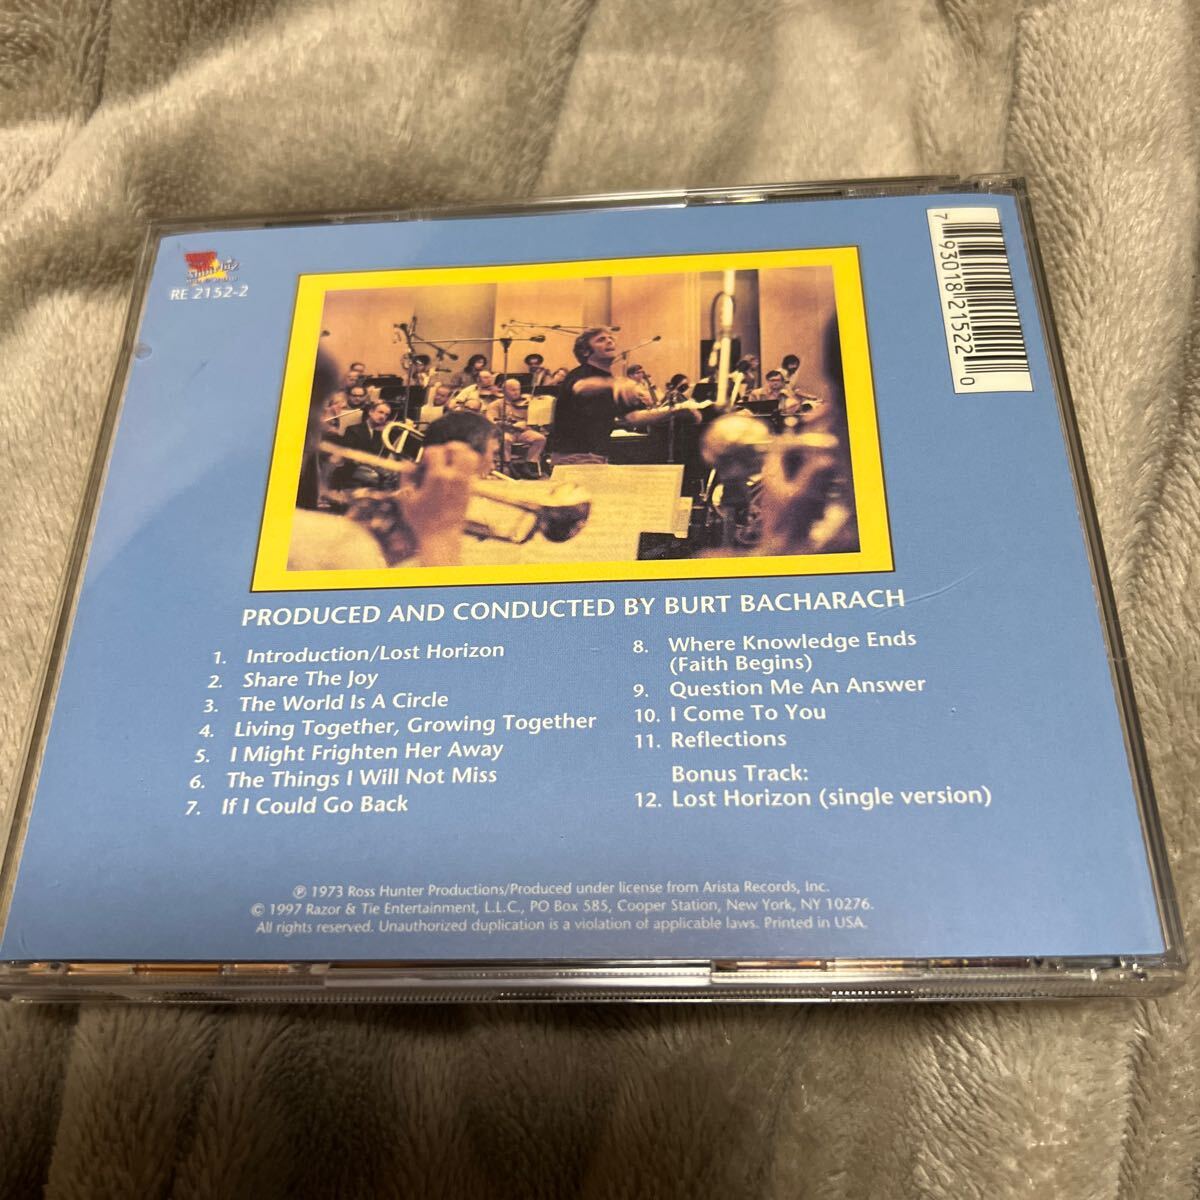 RE 2152-2
7 93018 21522 0
PRODUCED AND CONDUCTED BY BURT BACHARACH
1. Introduction/Lost Horizon
2. Share The Joy
3. The World Is A Circle
4. Living Together, Growing Together
5. I Might Frighten Her Away
6. The Things I Will Not Miss
7. If I Could Go Back
8. Where Knowledge Ends
(Faith Begins)
9. Question Me An Answer
10. I Come To You
11. Reflections
Bonus Track:
12. Lost Horizon (single version)
℗ 1973 Ross Hunter Productions/Produced under license from Arista Records, Inc.
© 1997 Razor & Tie Entertainment, L.L.C., PO Box 585, Cooper Station, New York, NY 10276.
All rights reserved. Unauthorized duplication is a violation of applicable laws. Printed in USA.